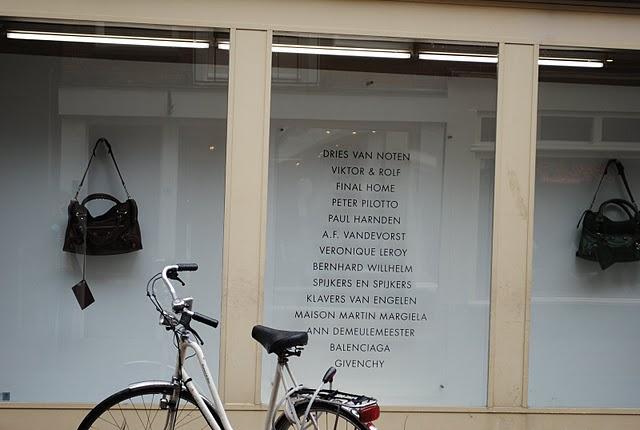 DRIES VAN NOTEN
VIKTOR & ROLF
FINAL HOME
PETER PILOTTO
PAUL HARNDEN
A.F. VANDEVORST
VERONIQUE LEROY
BERNHARD WILLHELM
SPIJKERS EN SPIJKERS
KLAVERS VAN ENGELEN
MAISON MARTIN MARGIELA
ANN DEMEULEMEESTER
BALENCIAGA
GIVENCHY